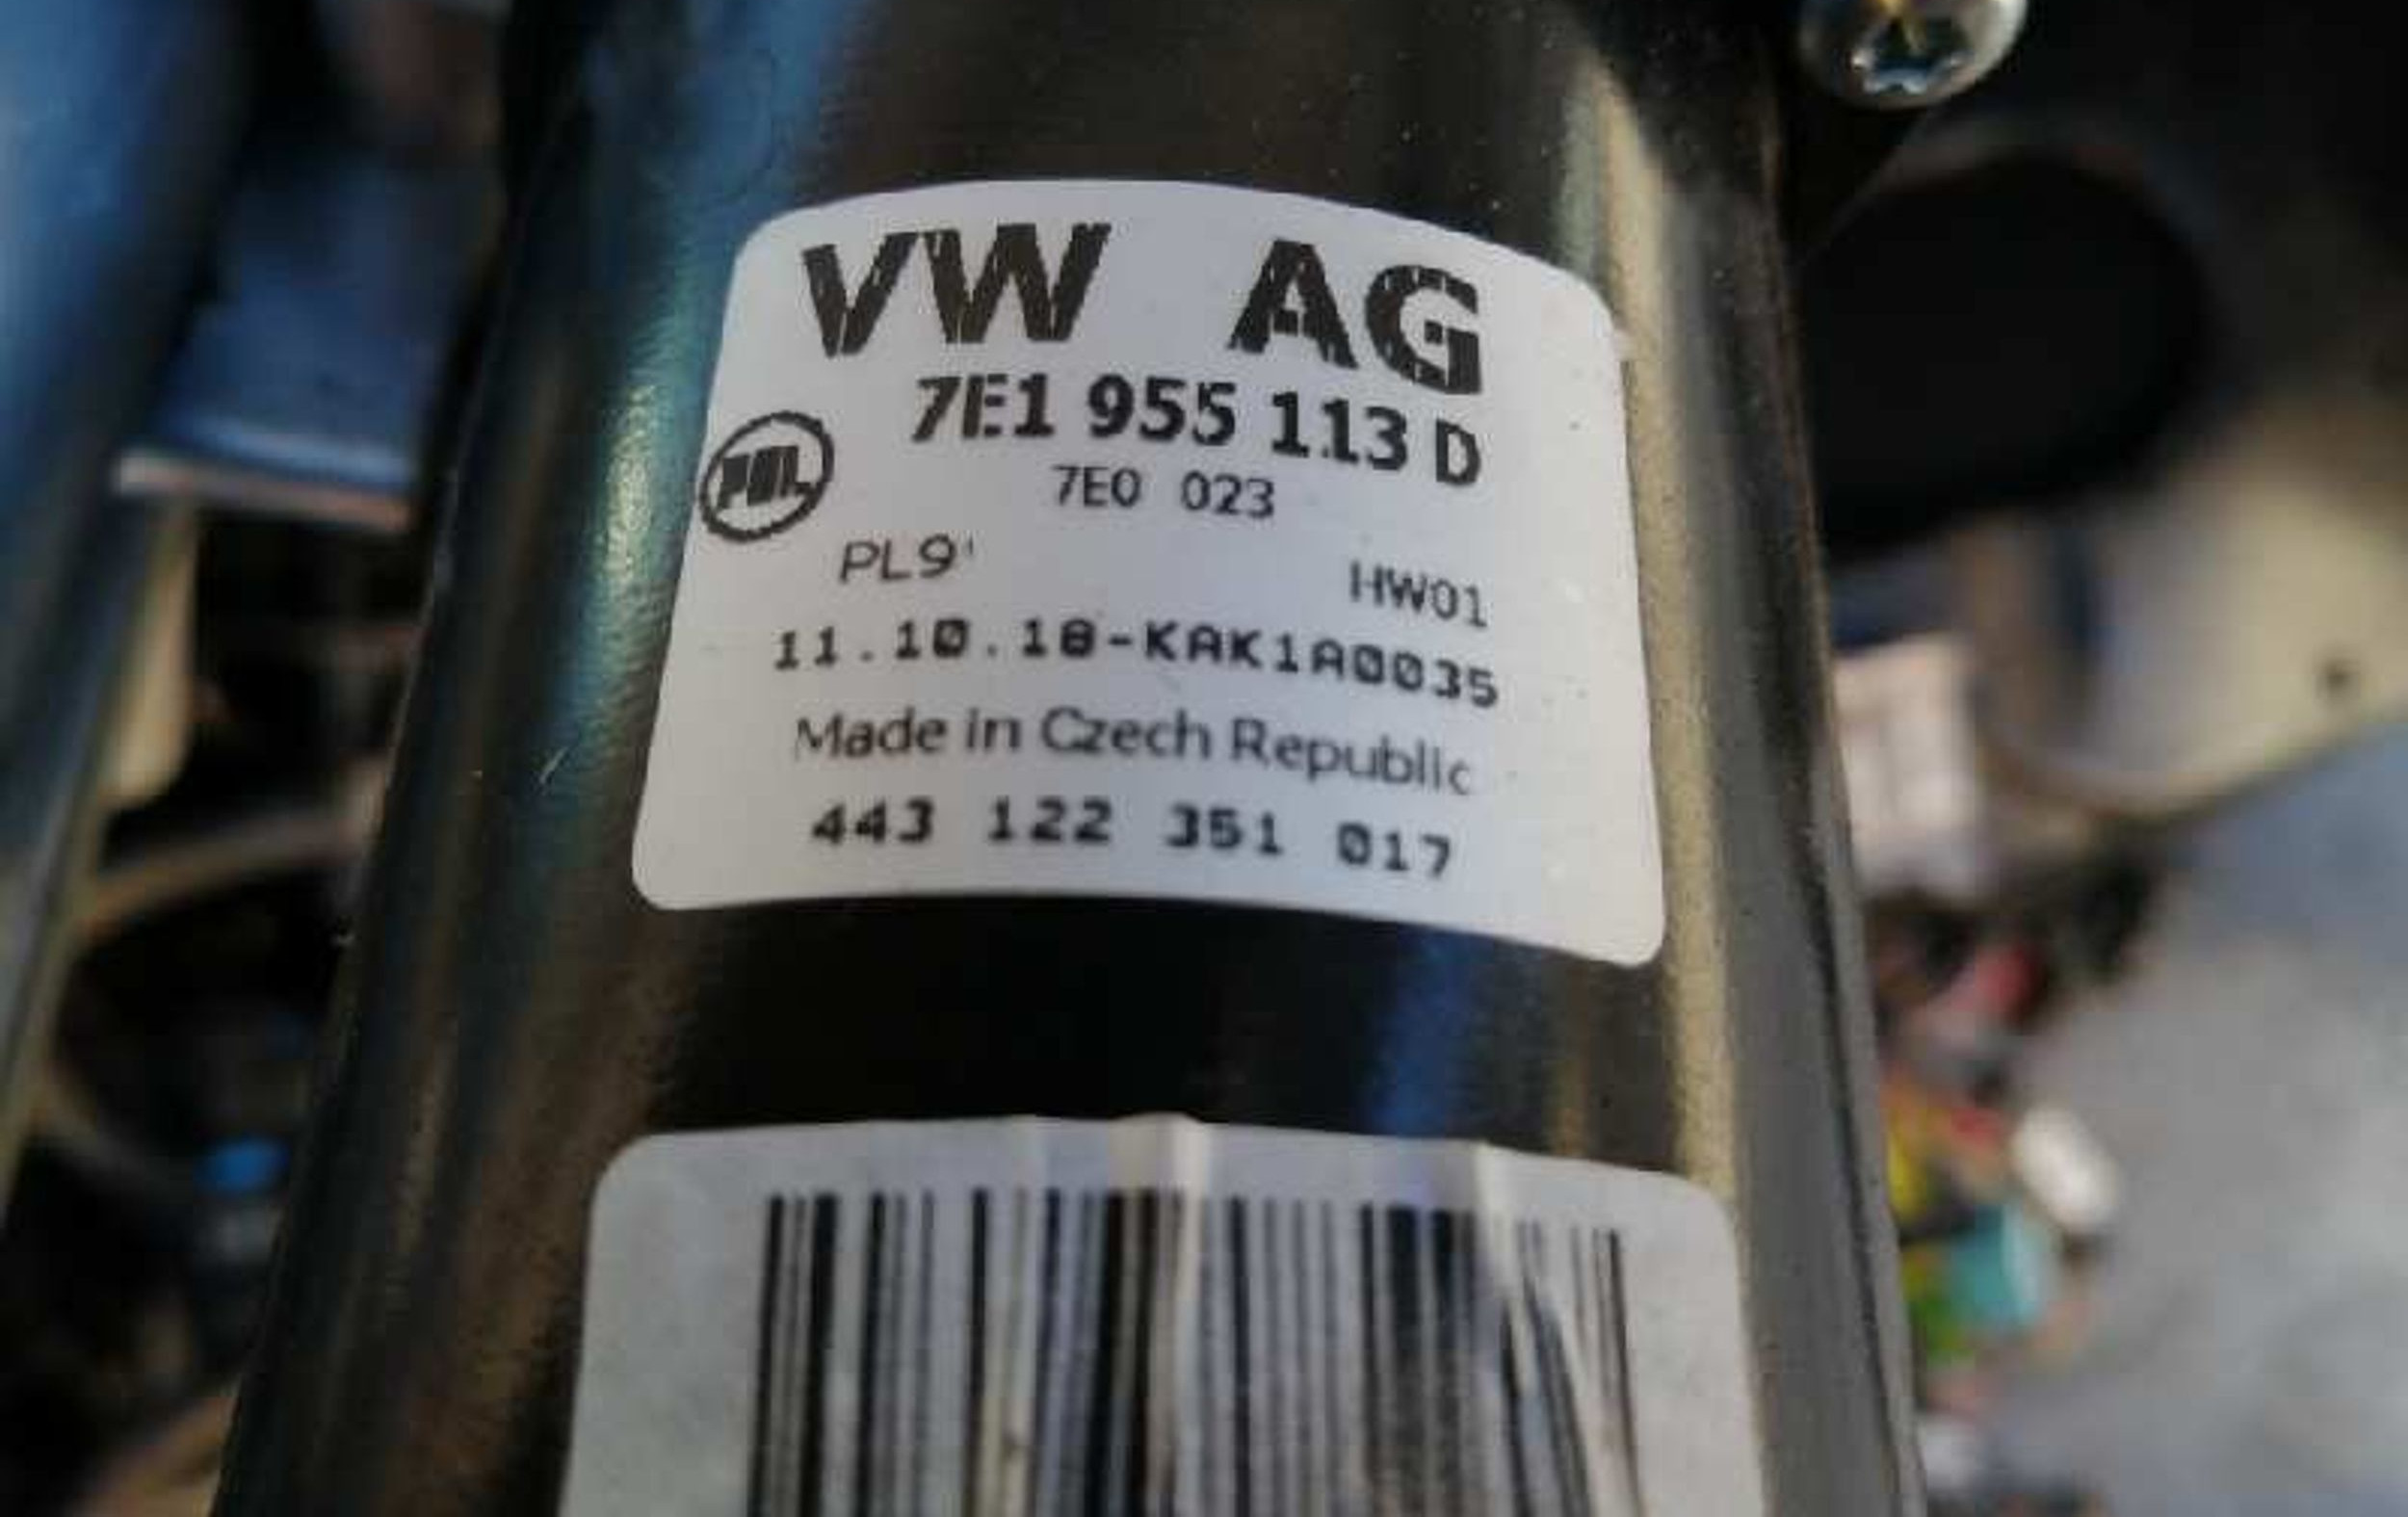 VW AG
7E1 955 113 D
PAL
7E0 023
PL9
HW01
11.10.18-KAK1A0035
Made in Czech Republic
443 122 351 017